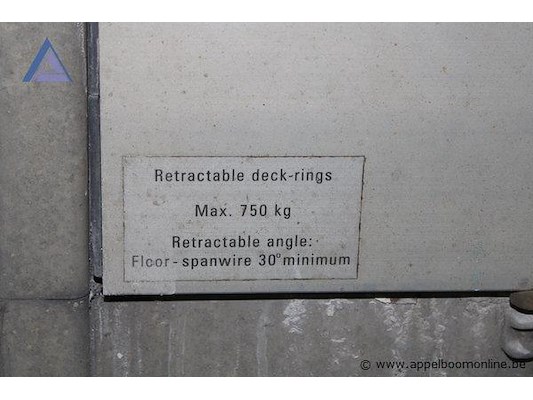 Retractable deck-rings
Max. 750 kg
Retractable angle:
Floor-spanwire 30° minimum
© www.appelboomonline.be